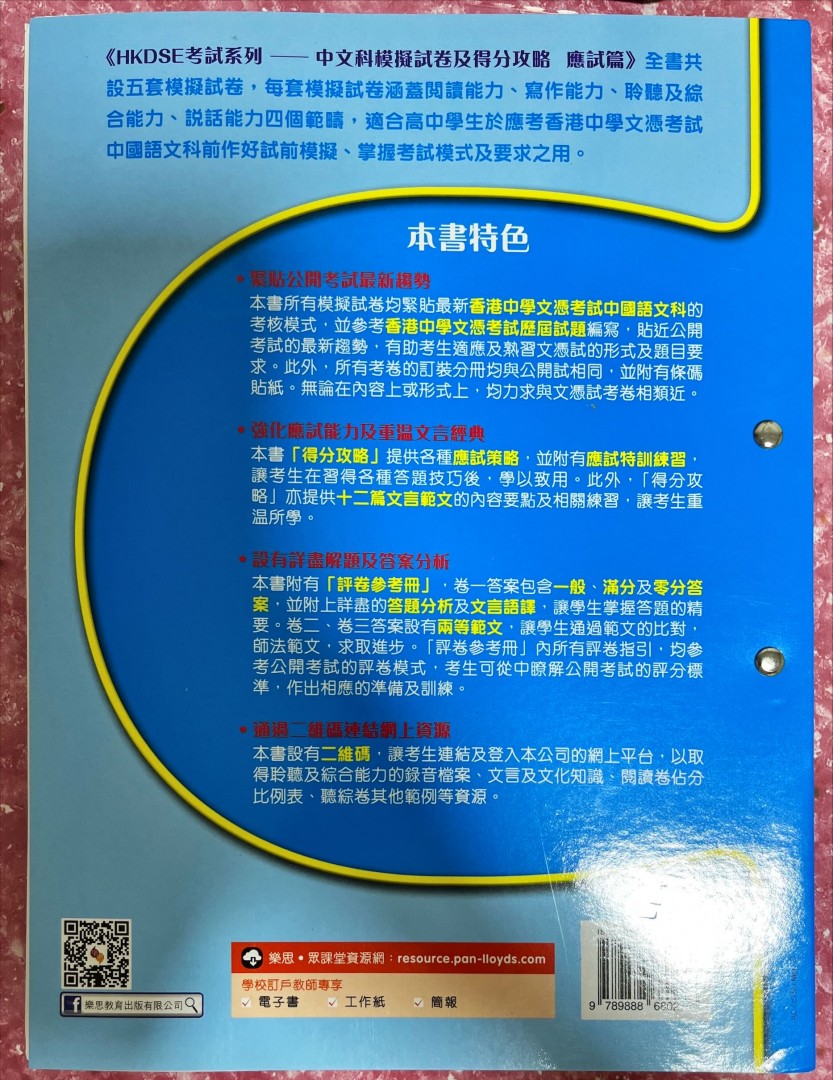 《HKDSE考試系列 —— 中文科模擬試卷及得分攻略 應試篇》全書共
設五套模擬試卷，每套模擬試卷涵蓋閱讀能力、寫作能力、聆聽及綜
合能力、說話能力四個範疇，適合高中學生於應考香港中學文憑考試
中國語文科前作好試前模擬、掌握考試模式及要求之用。
本書特色
• 緊貼公開考試最新趨勢
本書所有模擬試卷均緊貼最新香港中學文憑考試中國語文科的
考核模式，並參考香港中學文憑考試歷屆試題編寫，貼近公開
考試的最新趨勢，有助考生適應及熟習文憑試的形式及題目要
求。此外，所有考卷的訂裝分冊均與公開試相同，並附有條碼
貼紙。無論在內容上或形式上，均力求與文憑試考卷相類近。
• 強化應試能力及重溫文言經典
本書「得分攻略」提供各種應試策略，並附有應試特訓練習，
讓考生在習得各種答題技巧後，學以致用。此外，「得分攻
略」亦提供十二篇文言範文的內容要點及相關練習，讓考生重
温所學。
• 設有詳盡解題及答案分析
本書附有「評卷參考冊」，卷一答案包含一般、滿分及零分答
案，並附上詳盡的答題分析及文言語譯，讓學生掌握答題的精
要。卷二、卷三答案設有兩等範文，讓學生通過範文的比對，
師法範文，求取進步。「評卷參考冊」內所有評卷指引，均參
考公開考試的評卷模式，考生可從中瞭解公開考試的評分標
準，作出相應的準備及訓練。
• 通過二維碼連結網上資源
本書設有二維碼，讓考生連結及登入本公司的網上平台，以取
得聆聽及綜合能力的錄音檔案、文言及文化知識、閱讀卷佔分
比例表、聽綜卷其他範例等資源。
樂思教育出版有限公司
樂思•眾課堂資源網：resource.pan-lloyds.com
學校訂戶教師專享
電子書 工作紙 簡報
9 789888